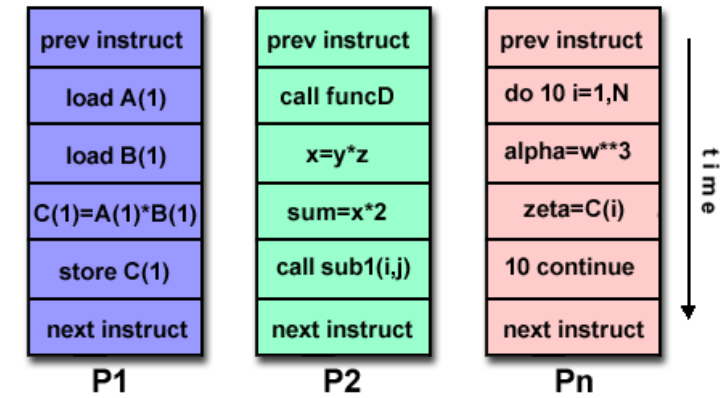 prev instruct
load A(1)
load B(1)
C(1)=A(1)*B(1)
store C(1)
next instruct
P1
prev instruct
call funcD
x=y*z
sum=x*2
call sub1(i,j)
next instruct
P2
prev instruct
do 10 i=1,N
alpha=w**3
zeta=C(i)
10 continue
next instruct
Pn
time